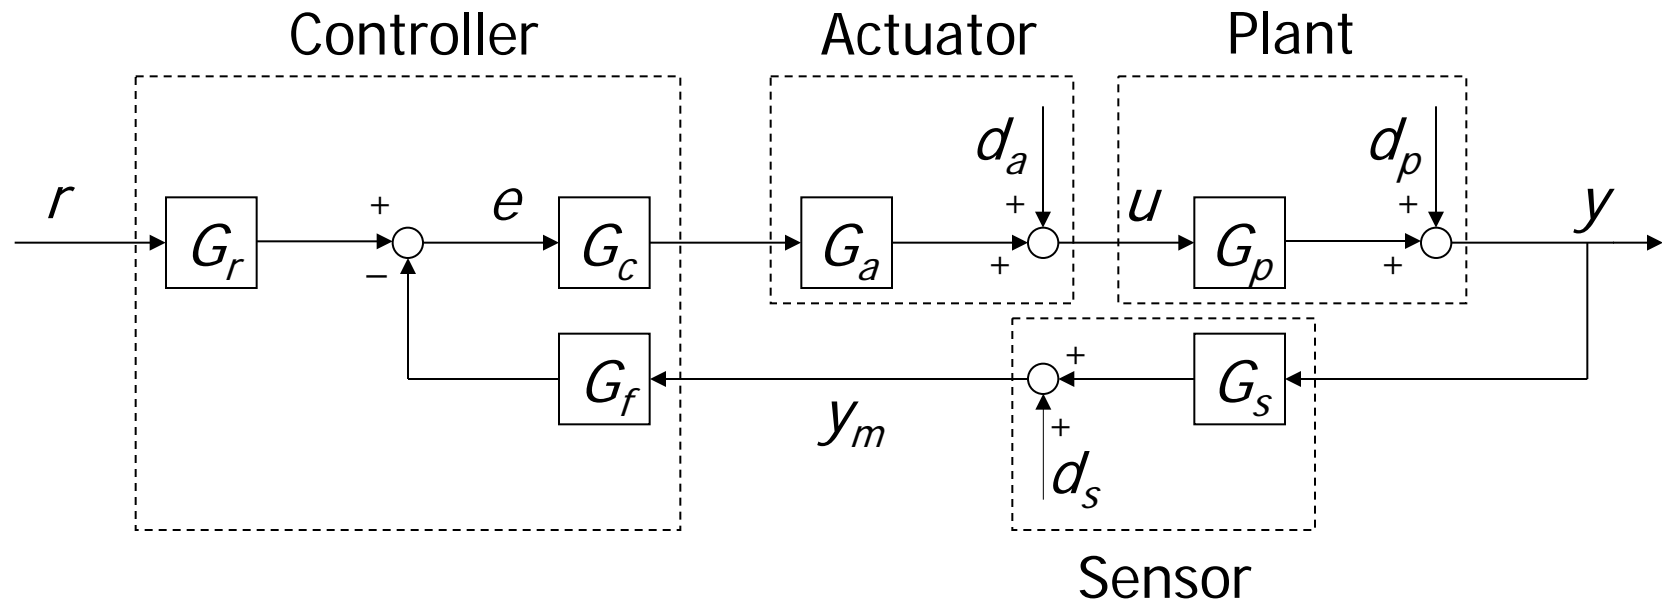 Controller
Actuator
Plant
r
G_r
+
−
e
G_c
G_a
d_a
+
+
u
G_p
d_p
+
+
y
G_f
y_m
+
+
d_s
G_s
Sensor